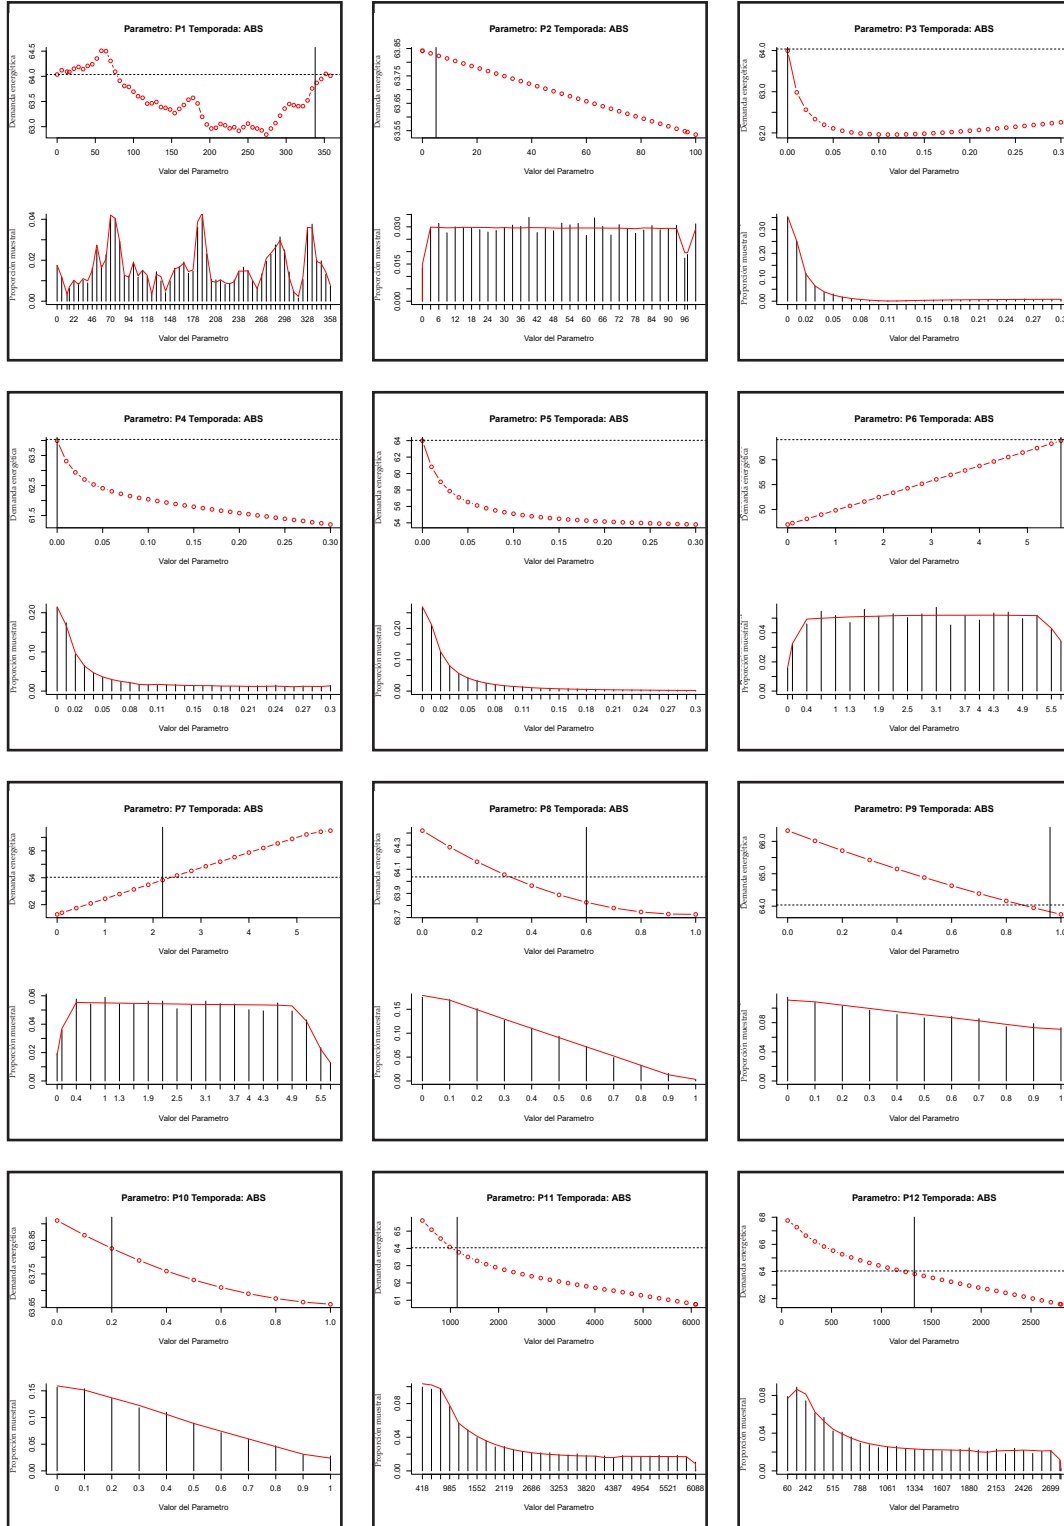 Parametro: P1 Temporada: ABS
Demanda energética
63.0 63.5 64.0 64.5
0 50 100 150 200 250 300 350
Valor del Parametro
Proporción muestral
0.00 0.02 0.04
0 22 46 70 94 118 148 178 208 238 268 298 328 358
Valor del Parametro
Parametro: P2 Temporada: ABS
Demanda energética
63.55 63.65 63.75 63.85
0 20 40 60 80 100
Valor del Parametro
Proporción muestral
0.000 0.015 0.030
0 6 12 18 24 30 36 42 48 54 60 66 72 78 84 90 96
Valor del Parametro
Parametro: P3 Temporada: ABS
Demanda energética
62.0 63.0 64.0
0.00 0.05 0.10 0.15 0.20 0.25
Valor del Parametro
Proporción muestral
0.00 0.10 0.20 0.30
0 0.02 0.05 0.08 0.11 0.15 0.18 0.21 0.24 0.27
Valor del Parametro
Parametro: P4 Temporada: ABS
Demanda energética
61.5 62.5 63.5
0.00 0.05 0.10 0.15 0.20 0.25 0.30
Valor del Parametro
Proporción muestral
0.00 0.10 0.20
0 0.02 0.05 0.08 0.11 0.15 0.18 0.21 0.24 0.27 0.3
Valor del Parametro
Parametro: P5 Temporada: ABS
Demanda energética
54 56 58 60 62 64
0.00 0.05 0.10 0.15 0.20 0.25 0.30
Valor del Parametro
Proporción muestral
0.00 0.10 0.20
0 0.02 0.05 0.08 0.11 0.15 0.18 0.21 0.24 0.27 0.3
Valor del Parametro
Parametro: P6 Temporada: ABS
Demanda energética
50 55 60
0 1 2 3 4 5
Valor del Parametro
Proporción muestral
0.00 0.02 0.04
0 0.4 1 1.3 1.9 2.5 3.1 3.7 4 4.3 4.9 5.5
Valor del Parametro
Parametro: P7 Temporada: ABS
Demanda energética
62 64 66
0 1 2 3 4 5
Valor del Parametro
Proporción muestral
0.00 0.02 0.04 0.06
0 0.4 1 1.3 1.9 2.5 3.1 3.7 4 4.3 4.9 5.5
Valor del Parametro
Parametro: P8 Temporada: ABS
Demanda energética
63.7 63.9 64.1 64.3
0.0 0.2 0.4 0.6 0.8 1.0
Valor del Parametro
Proporción muestral
0.00 0.05 0.10 0.15
0 0.1 0.2 0.3 0.4 0.5 0.6 0.7 0.8 0.9 1
Valor del Parametro
Parametro: P9 Temporada: ABS
Demanda energética
64.0 65.0 66.0
0.0 0.2 0.4 0.6 0.8 1.0
Valor del Parametro
Proporción muestral
0.00 0.04 0.08
0 0.1 0.2 0.3 0.4 0.5 0.6 0.7 0.8 0.9 1
Valor del Parametro
Parametro: P10 Temporada: ABS
Demanda energética
63.65 63.75 63.85
0.0 0.2 0.4 0.6 0.8 1.0
Valor del Parametro
Proporción muestral
0.00 0.05 0.10 0.15
0 0.1 0.2 0.3 0.4 0.5 0.6 0.7 0.8 0.9 1
Valor del Parametro
Parametro: P11 Temporada: ABS
Demanda energética
61 62 63 64 65
1000 2000 3000 4000 5000 6000
Valor del Parametro
Proporción muestral
0.00 0.04 0.08
418 985 1552 2119 2686 3253 3820 4387 4954 5521 6088
Valor del Parametro
Parametro: P12 Temporada: ABS
Demanda energética
62 64 66 68
0 500 1000 1500 2000 2500
Valor del Parametro
Proporción muestral
0.00 0.04 0.08
60 242 515 788 1061 1334 1607 1880 2153 2426 2699
Valor del Parametro